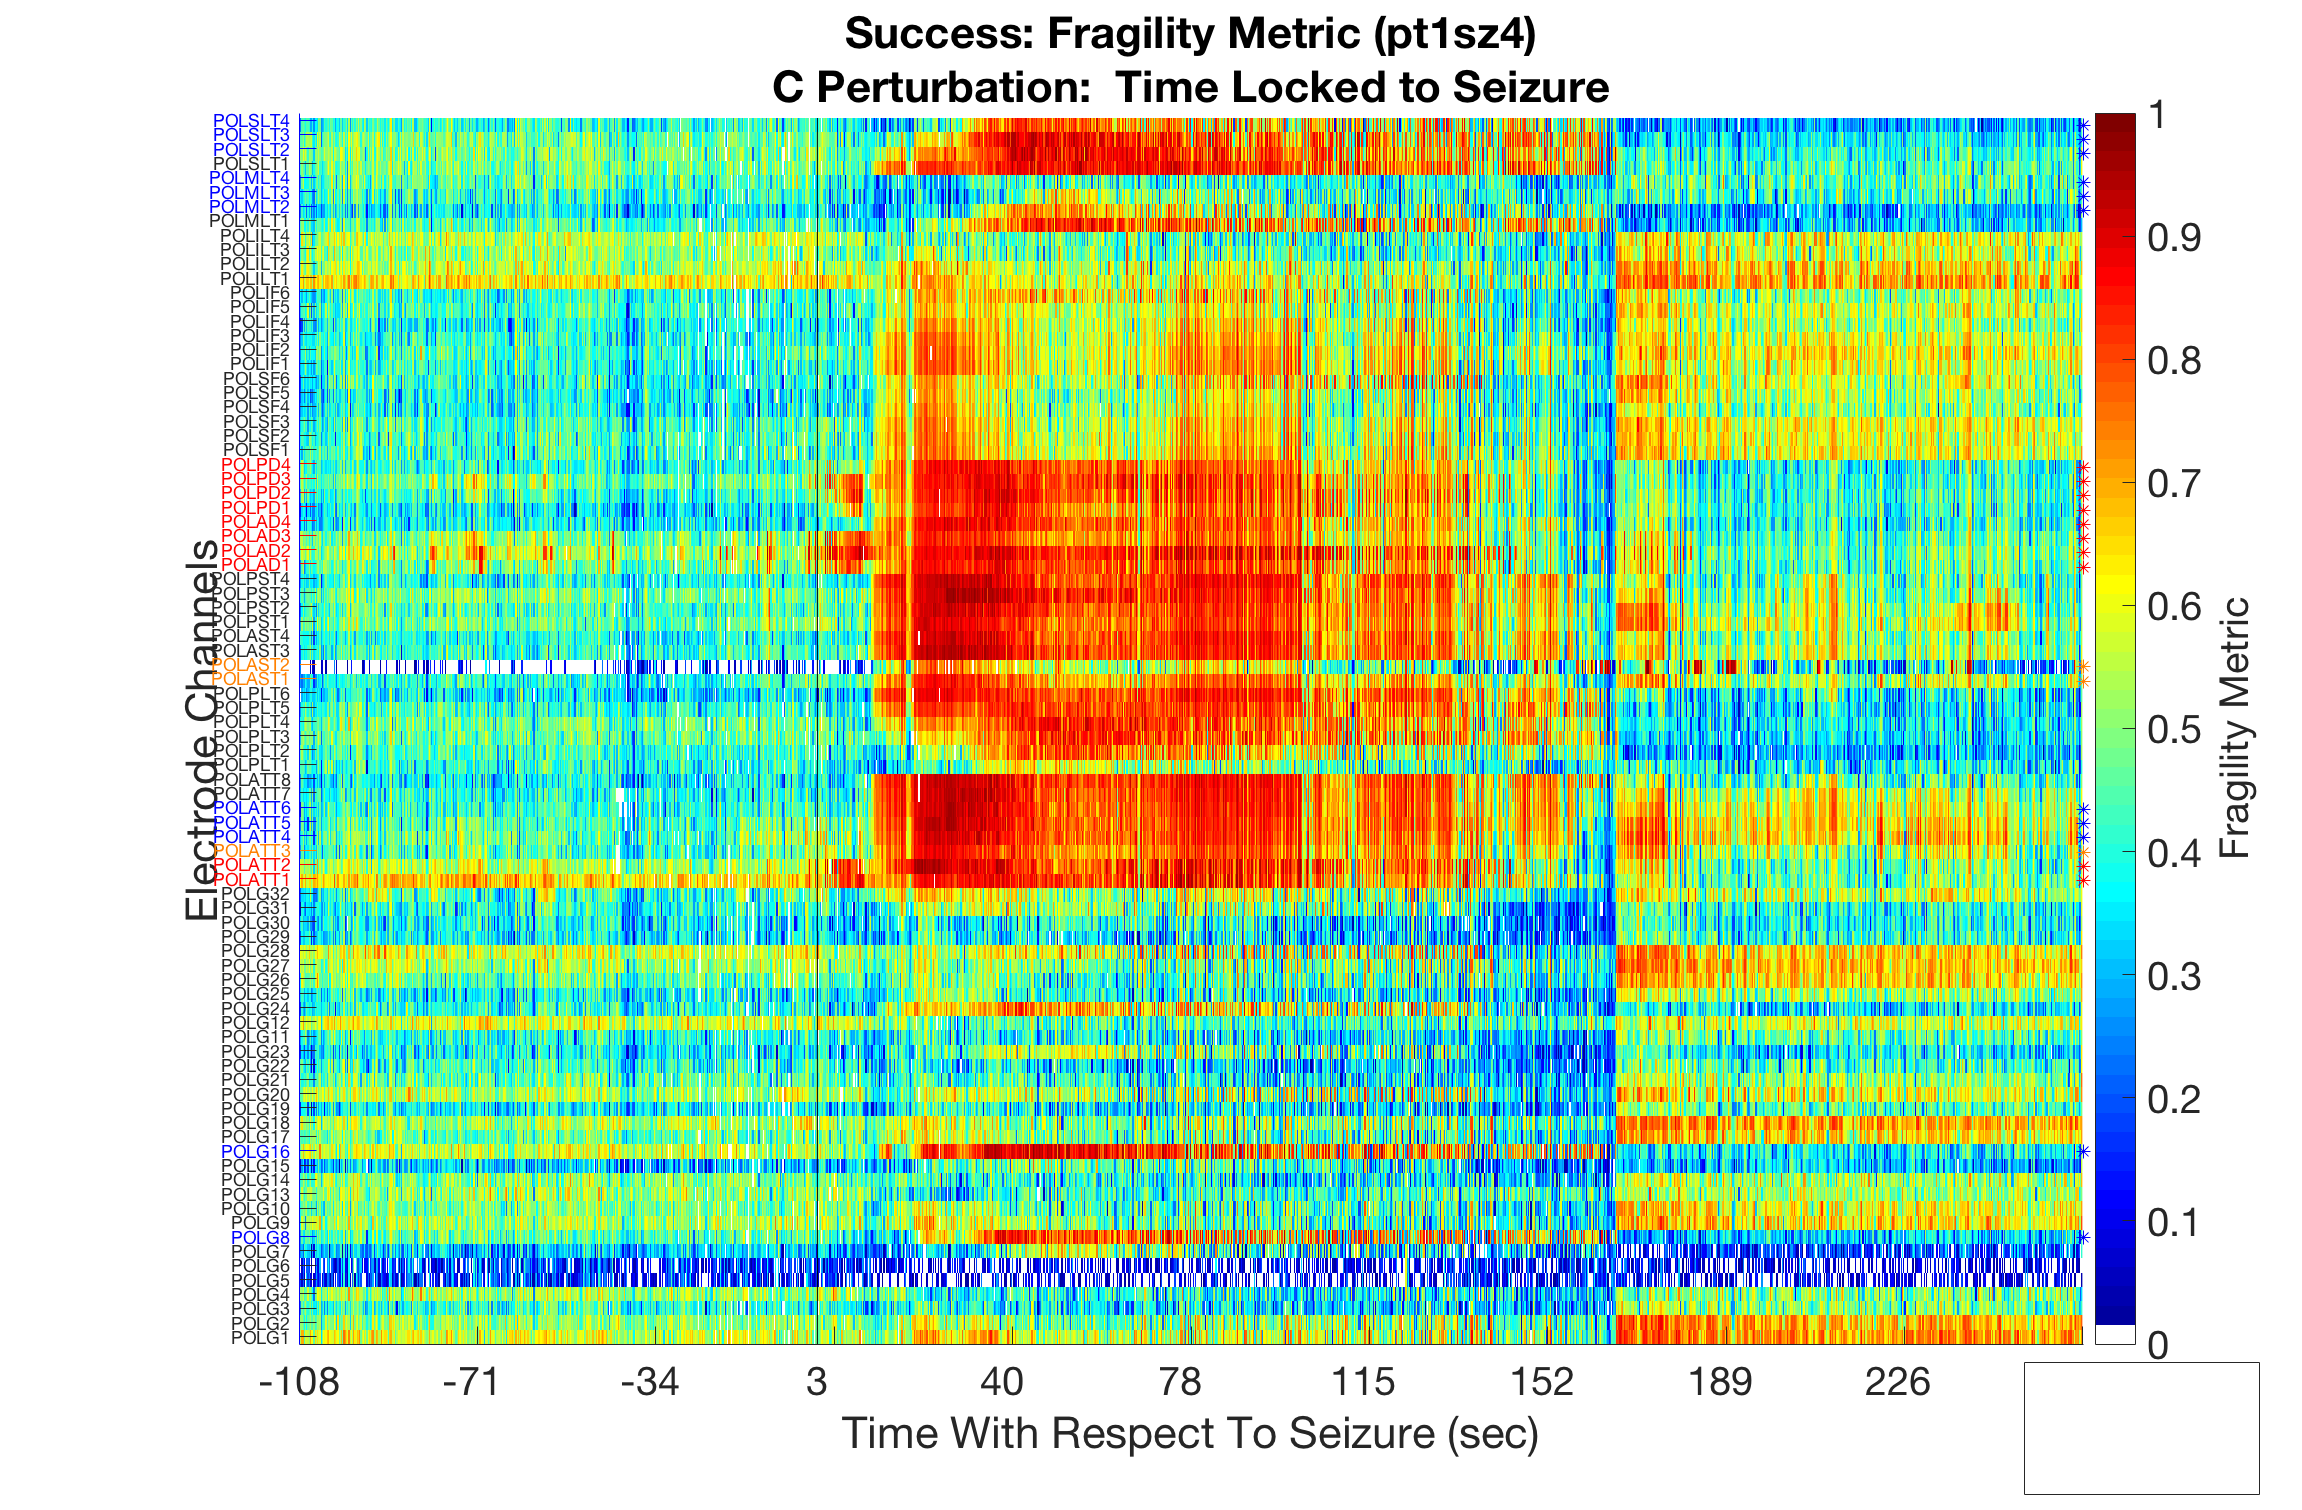 Success: Fragility Metric (pt1sz4)
C Perturbation:  Time Locked to Seizure
Electrode Channels
POLSLT4
POLSLT3
POLSLT2
POLSLT1
POLMLT4
POLMLT3
POLMLT2
POLMLT1
POLILT4
POLILT3
POLILT2
POLILT1
POLIF6
POLIF5
POLIF4
POLIF3
POLIF2
POLIF1
POLSF6
POLSF5
POLSF4
POLSF3
POLSF2
POLSF1
POLPD4
POLPD3
POLPD2
POLPD1
POLAD4
POLAD3
POLAD2
POLAD1
POLPST4
POLPST3
POLPST2
POLPST1
POLAST4
POLAST3
POLAST2
POLAST1
POLPLT6
POLPLT5
POLPLT4
POLPLT3
POLPLT2
POLPLT1
POLATT8
POLATT7
POLATT6
POLATT5
POLATT4
POLATT3
POLATT2
POLATT1
POLG32
POLG31
POLG30
POLG29
POLG28
POLG27
POLG26
POLG25
POLG24
POLG12
POLG11
POLG23
POLG22
POLG21
POLG20
POLG19
POLG18
POLG17
POLG16
POLG15
POLG14
POLG13
POLG10
POLG9
POLG8
POLG7
POLG6
POLG5
POLG4
POLG3
POLG2
POLG1
-108 -71 -34 3 40 78 115 152 189 226
Time With Respect To Seizure (sec)
1
0.9
0.8
0.7
0.6
0.5
0.4
0.3
0.2
0.1
0
Fragility Metric